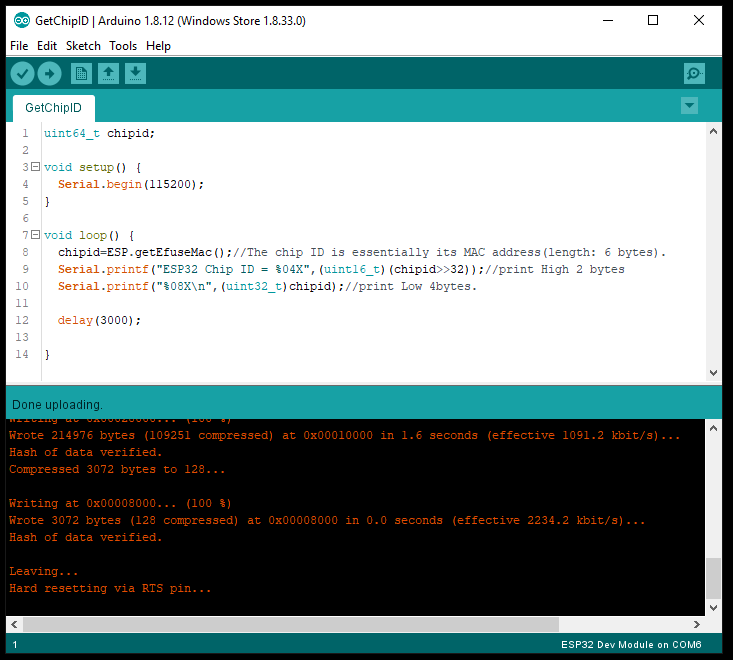 GetChipID | Arduino 1.8.12 (Windows Store 1.8.33.0)
File Edit Sketch Tools Help
GetChipID
1 uint64_t chipid;
2
3 void setup() {
4   Serial.begin(115200);
5 }
6
7 void loop() {
8   chipid=ESP.getEfuseMac();//The chip ID is essentially its MAC address(length: 6 bytes).
9   Serial.printf("ESP32 Chip ID = %04X",(uint16_t)(chipid>>32));//print High 2 bytes
10   Serial.printf("%08X\n",(uint32_t)chipid);//print Low 4bytes.
11
12   delay(3000);
13
14 }
Done uploading.
Writing at 0x00020000... (100 %)
Wrote 214976 bytes (109251 compressed) at 0x00010000 in 1.6 seconds (effective 1091.2 kbit/s)...
Hash of data verified.
Compressed 3072 bytes to 128...
Writing at 0x00008000... (100 %)
Wrote 3072 bytes (128 compressed) at 0x00008000 in 0.0 seconds (effective 2234.2 kbit/s)...
Hash of data verified.
Leaving...
Hard resetting via RTS pin...
1 ESP32 Dev Module on COM6